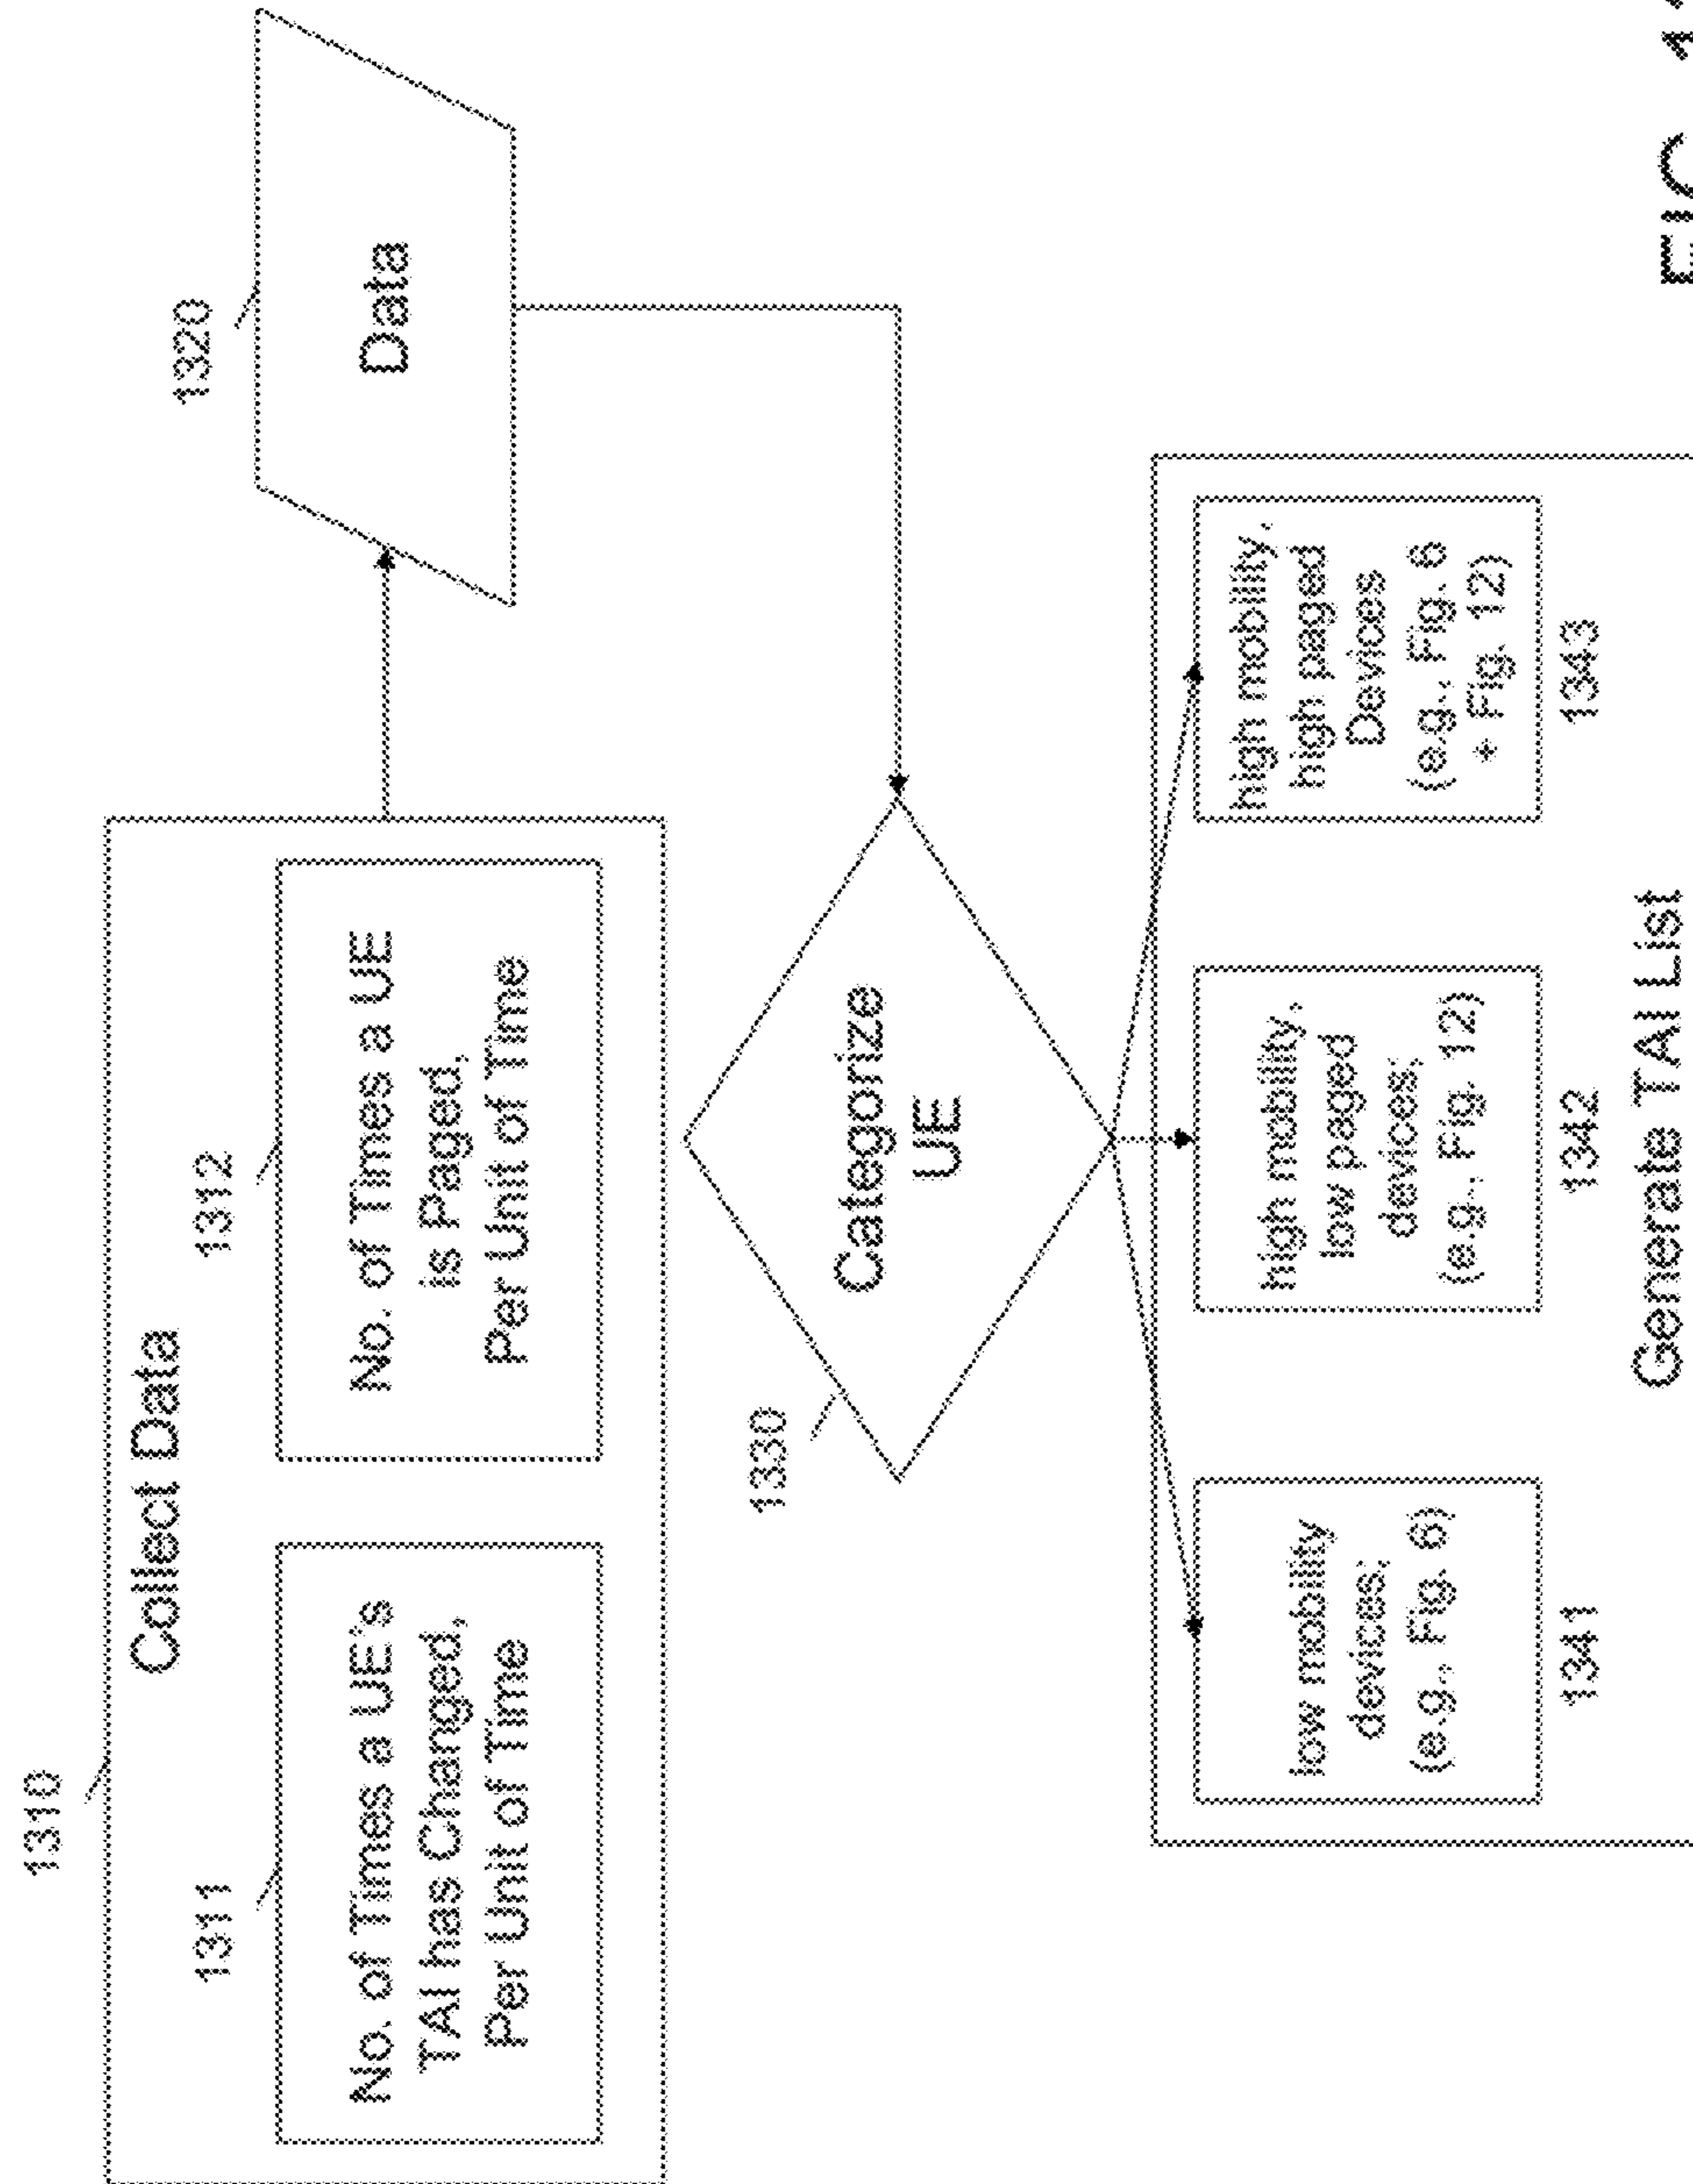 1310
Collect Data
1311
No. of Times a UE's
TAI has Changed,
Per Unit of Time
1312
No. of Times a UE
is Paged,
Per Unit of Time
1320
Data
1330
Categorize
UE
low mobility
devices;
(e.g., Fig. 6)
1341
high mobility,
low paged
devices;
(e.g., Fig. 12)
1342
high mobility,
high paged
Devices
(e.g., Fig. 6
+ Fig. 12)
1343
Generate TAI List